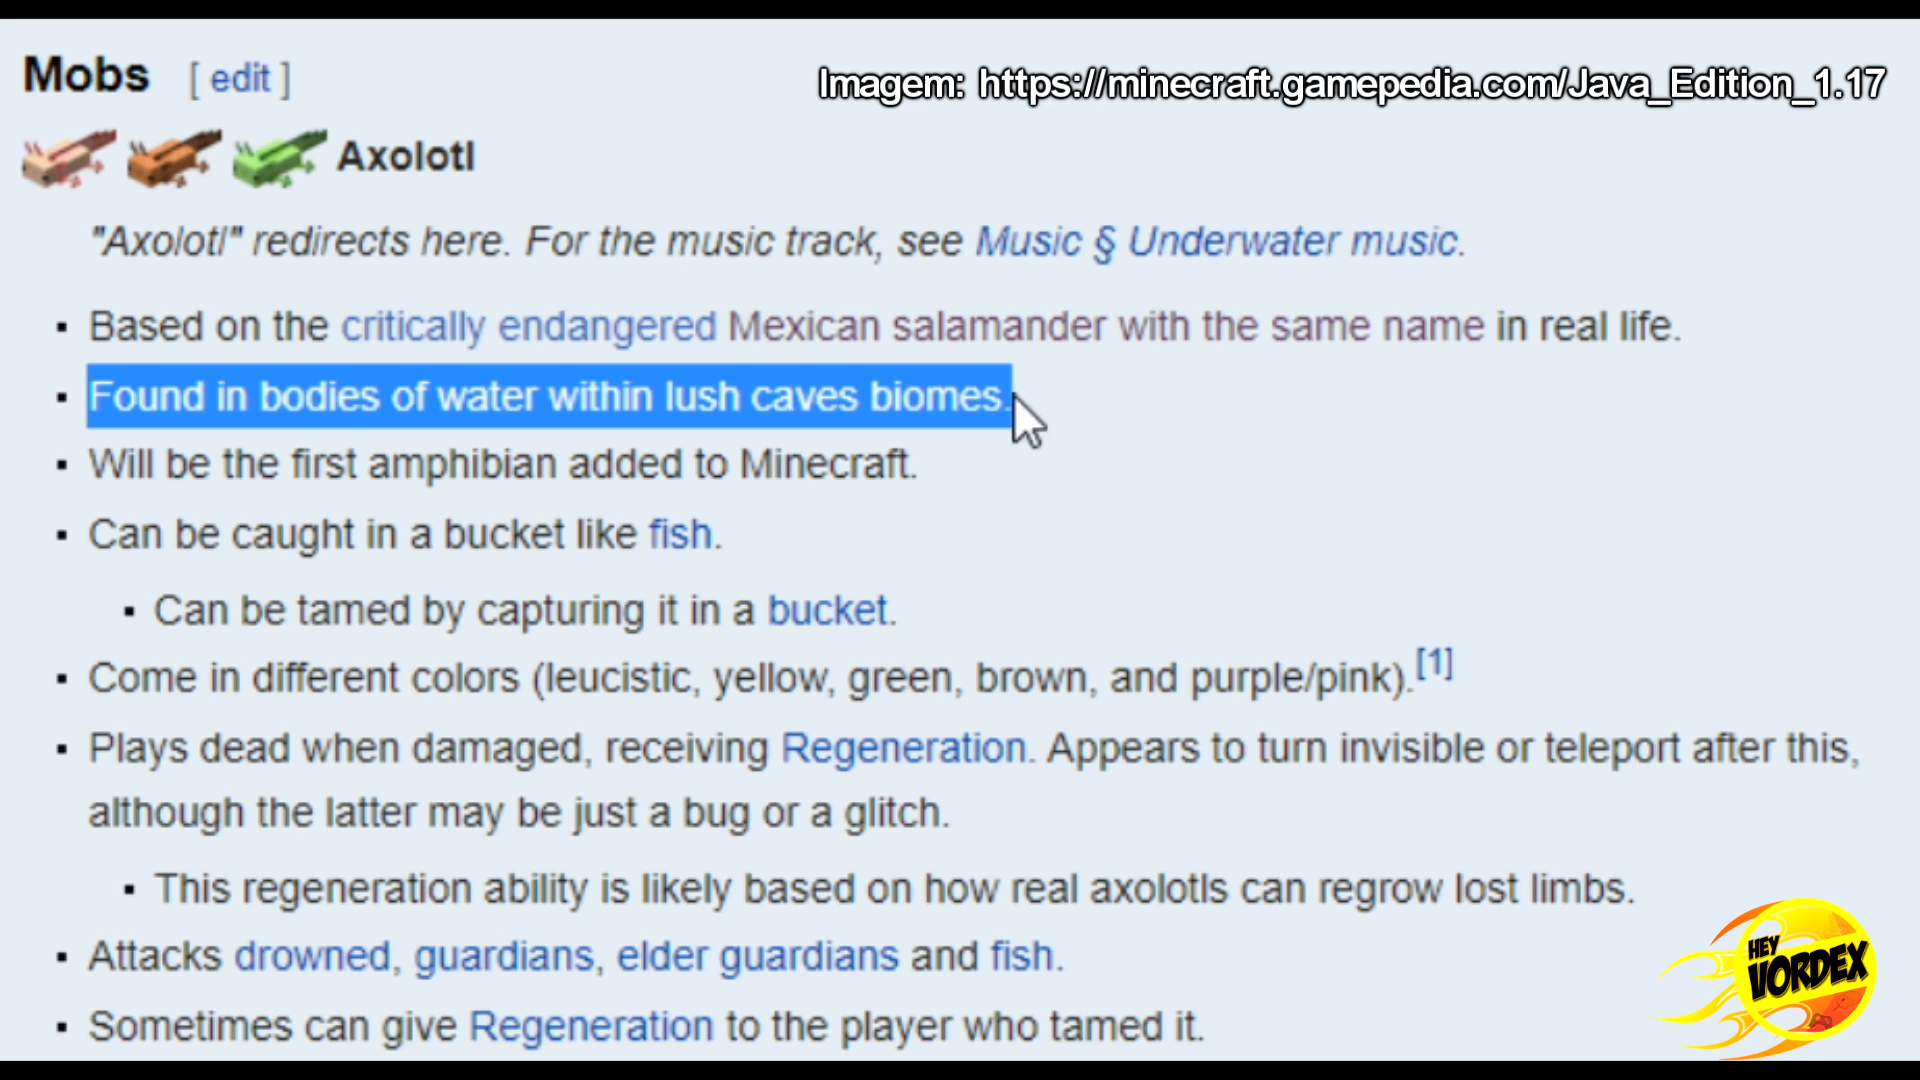 Mobs [ edit ]
Imagem: https://minecraft.gamepedia.com/Java_Edition_1.17
Axolotl
"Axolotl" redirects here. For the music track, see Music § Underwater music.
▪ Based on the critically endangered Mexican salamander with the same name in real life.
▪ Found in bodies of water within lush caves biomes.
▪ Will be the first amphibian added to Minecraft.
▪ Can be caught in a bucket like fish.
▪ Can be tamed by capturing it in a bucket.
▪ Come in different colors (leucistic, yellow, green, brown, and purple/pink).[1]
▪ Plays dead when damaged, receiving Regeneration. Appears to turn invisible or teleport after this,
although the latter may be just a bug or a glitch.
▪ This regeneration ability is likely based on how real axolotls can regrow lost limbs.
▪ Attacks drowned, guardians, elder guardians and fish.
▪ Sometimes can give Regeneration to the player who tamed it.
HEY
VORDEX